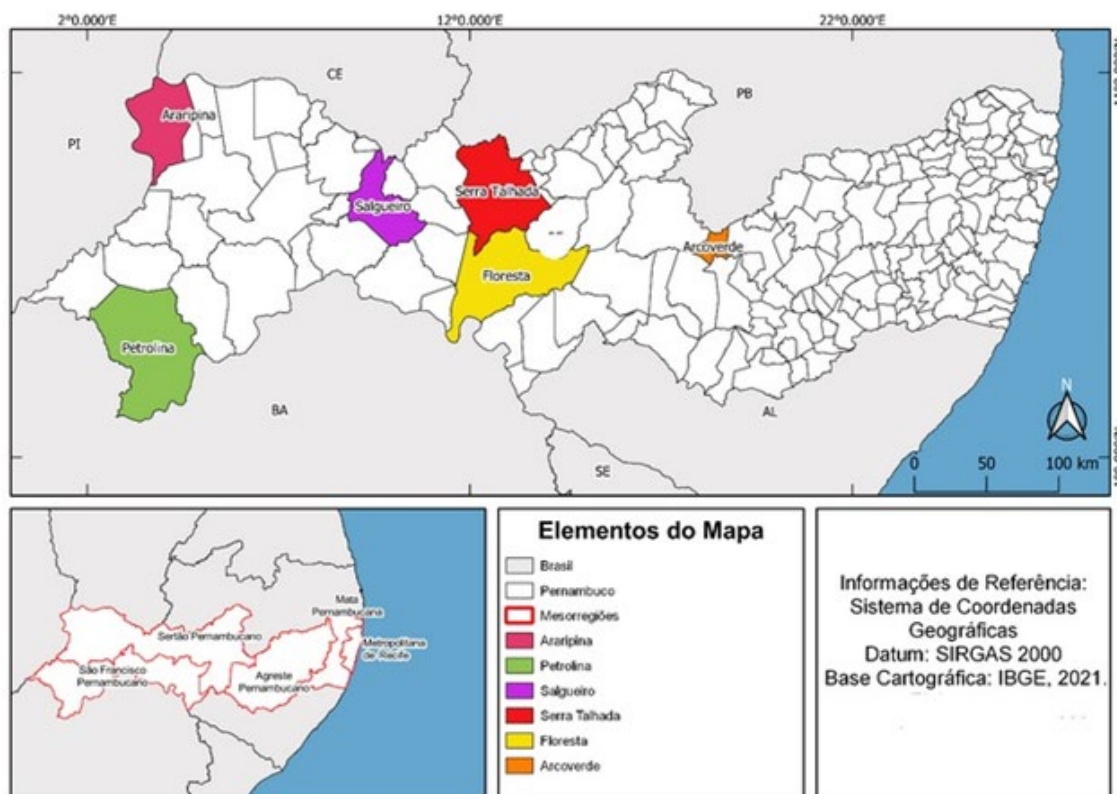 2°0.000'E
12°0.000'E
22°0.000'E
CE
PB
PI
Araripina
Salgueiro
Serra Talhada
--
Arcoverde
Floresta
Petrolina
BA
AL
SE
N
0 50 100 km
Mata
Pernambucana
Sertão Pernambucano
Metropolitana
de Recife
São Francisco
Pernambucano
Agreste
Pernambucano
Elementos do Mapa
Brasil
Pernambuco
Mesorregiões
Araripina
Petrolina
Salgueiro
Serra Talhada
Floresta
Arcoverde
Informações de Referência:
Sistema de Coordenadas
Geográficas
Datum: SIRGAS 2000
Base Cartográfica: IBGE, 2021.